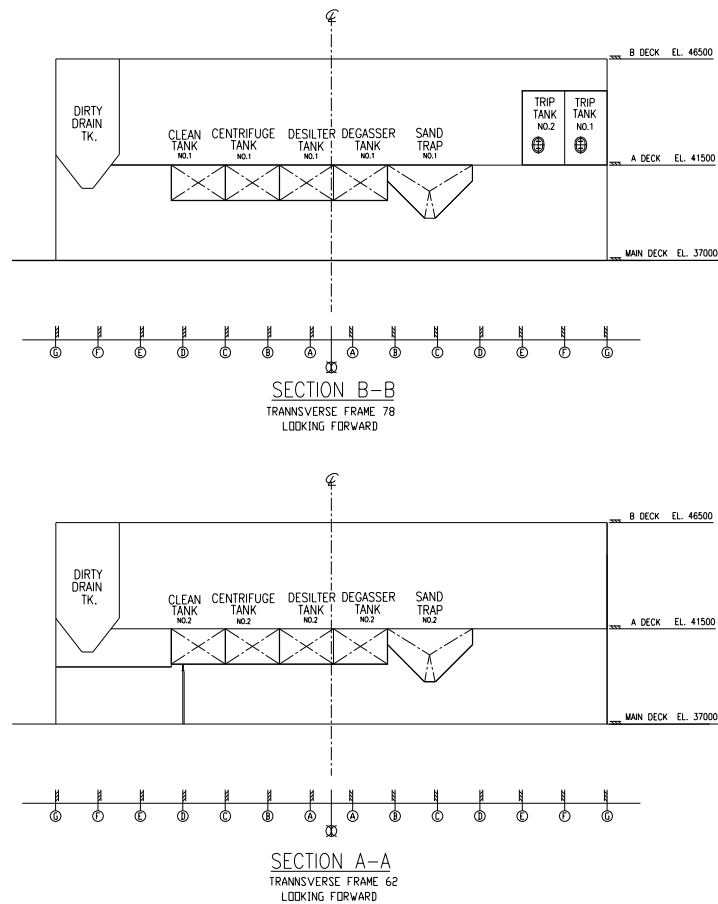 B DECK EL. 46500
DIRTY
DRAIN
TK.
TRIP
TANK
NO.2
TRIP
TANK
NO.1
CLEAN
TANK
NO.1
CENTRIFUGE
TANK
NO.1
DESILTER
TANK
NO.1
DEGASSER
TANK
NO.1
SAND
TRAP
NO.1
A DECK EL. 41500
MAIN DECK EL. 37000
G F E D C B A A B C D E F G
SECTION B-B
TRANNSVERSE FRAME 78
LOOKING FORWARD
B DECK EL. 46500
DIRTY
DRAIN
TK.
CLEAN
TANK
NO.2
CENTRIFUGE
TANK
NO.2
DESILTER
TANK
NO.2
DEGASSER
TANK
NO.2
SAND
TRAP
NO.2
A DECK EL. 41500
MAIN DECK EL. 37000
G F E D C B A A B C D E F G
SECTION A-A
TRANNSVERSE FRAME 62
LOOKING FORWARD